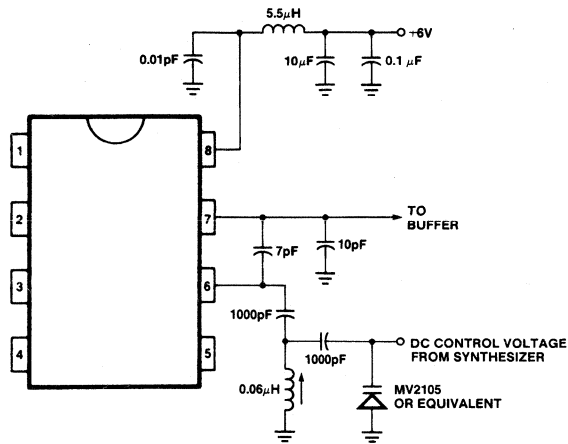 5.5μH
+6V
0.01pF
10μF
0.1 μF
1
8
2
7
TO
BUFFER
7pF
10pF
3
6
1000pF
4
5
1000pF
DC CONTROL VOLTAGE
FROM SYNTHESIZER
0.06μH
MV2105
OR EQUIVALENT